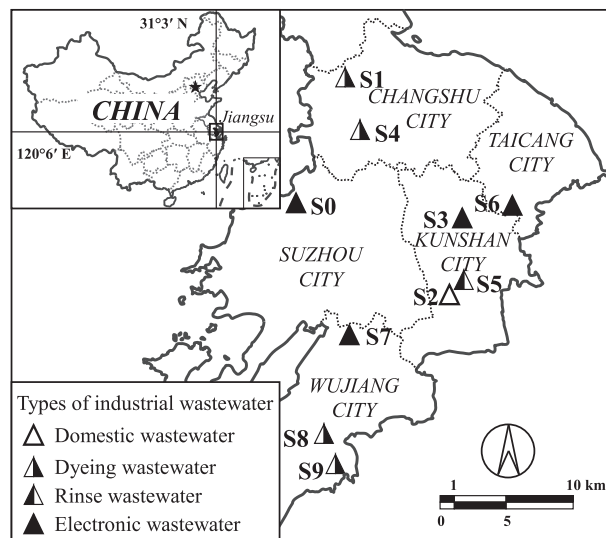 31°3′ F
CHINA
Jiangsu
120°6′ E
S1
CHANGSHU
CITY
S4
TAICANG
CITY
S0
S6
S3
KUNSHAN
CITY
SUZHOU
CITY
S5
S2
S7
WUJIANG
CITY
S8
S9
Types of industrial wastewater
Domestic wastewater
Dyeing wastewater
Rinse wastewater
Electronic wastewater
1 10 km
0 5